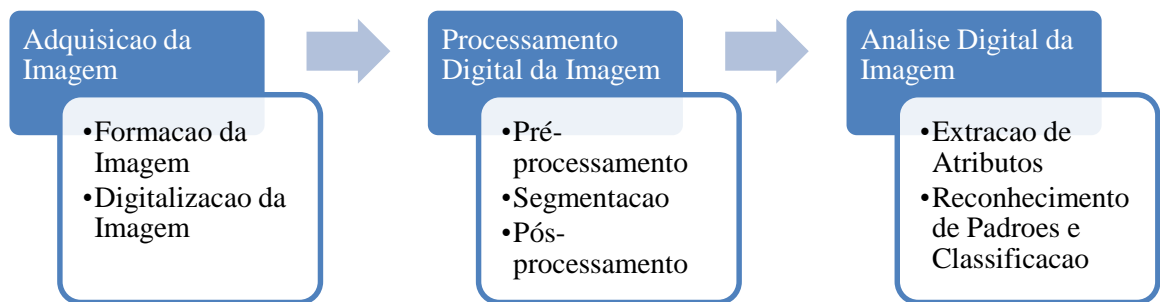 Adquisicao da
Imagem
•Formacao da
Imagem
•Digitalizacao da
Imagem
Processamento
Digital da Imagem
•Pré-
processamento
•Segmentacao
•Pós-
processamento
Analise Digital da
Imagem
•Extracao de
Atributos
•Reconhecimento
de Padroes e
Classificacao